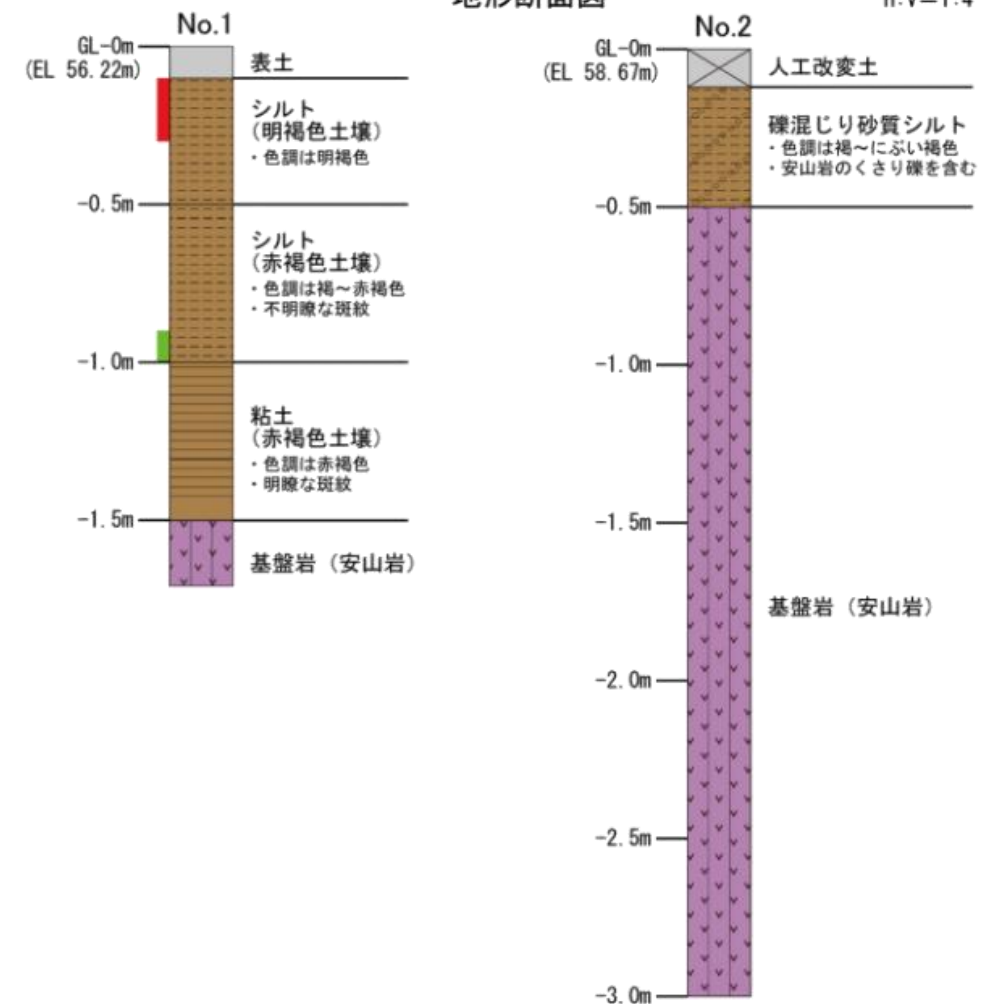 地形断面図
H:V=1:4
No.1
GL-0m
(EL 56.22m)
表土
シルト
(明褐色土壌)
・色調は明褐色
-0.5m
シルト
(赤褐色土壌)
・色調は褐~赤褐色
・不明瞭な斑紋
-1.0m
粘土
(赤褐色土壌)
・色調は赤褐色
・明瞭な斑紋
-1.5m
基盤岩(安山岩)
No.2
GL-0m
(EL 58.67m)
人工改変土
礫混じり砂質シルト
・色調は褐~にぶい褐色
・安山岩のくさり礫を含む
-0.5m
-1.0m
-1.5m
基盤岩(安山岩)
-2.0m
-2.5m
-3.0m